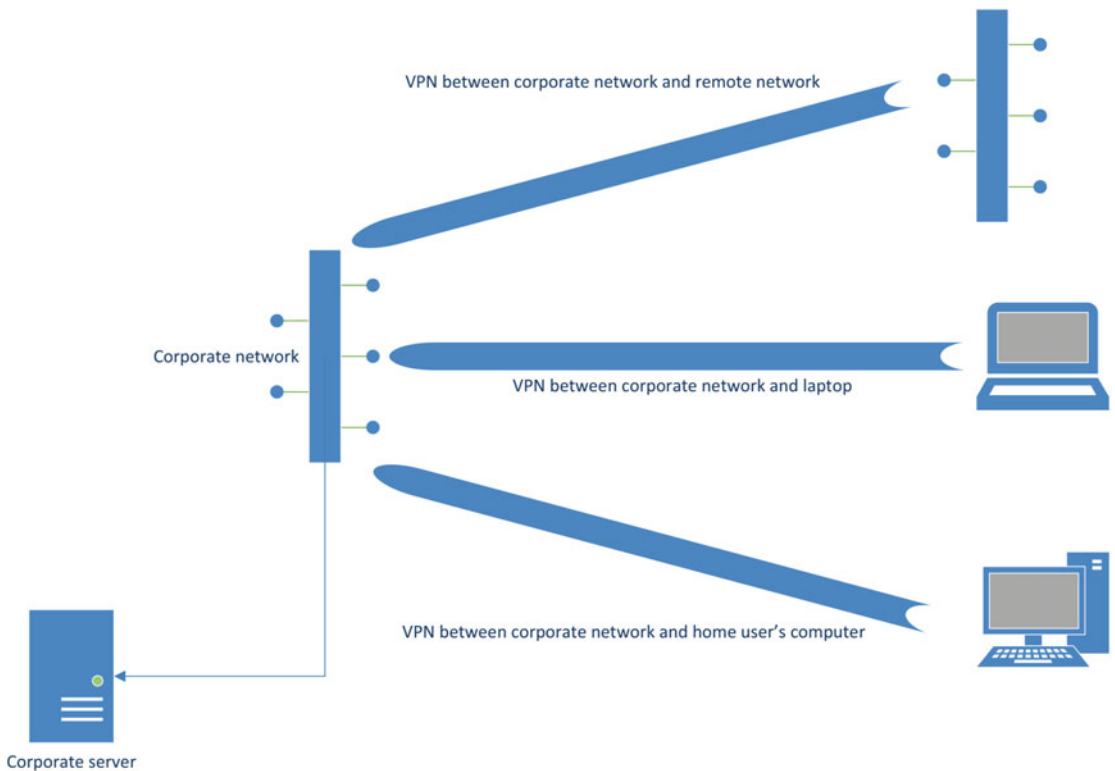 VPN between corporate network and remote network
Corporate network
VPN between corporate network and laptop
VPN between corporate network and home user’s computer
Corporate server